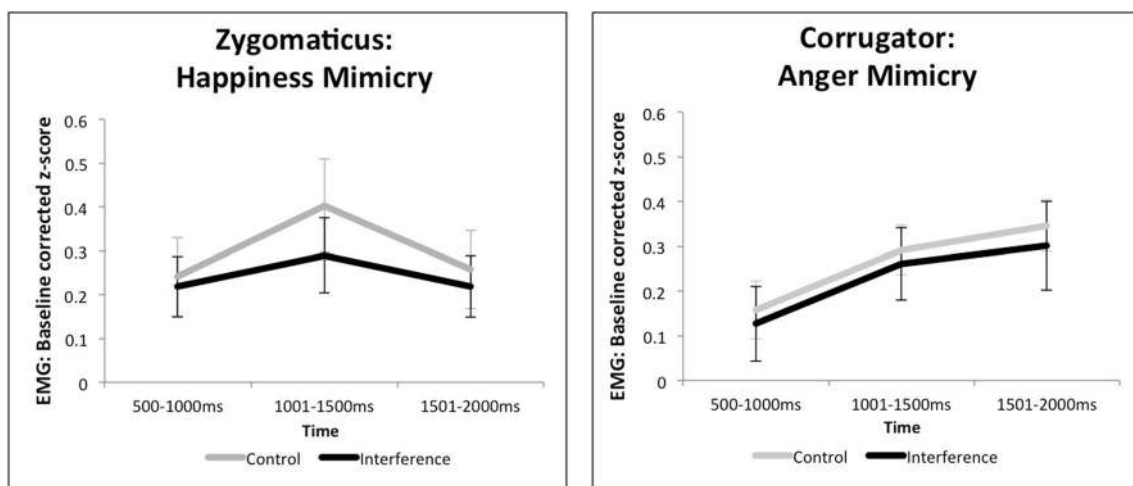 Zygomaticus:
Happiness Mimicry
EMG: Baseline corrected z-score
0.6
0.5
0.4
0.3
0.2
0.1
0
500-1000ms 1001-1500ms 1501-2000ms
Time
Control Interference
Corrugator:
Anger Mimicry
EMG: Baseline corrected z-score
0.6
0.5
0.4
0.3
0.2
0.1
0
500-1000ms 1001-1500ms 1501-2000ms
Time
Control Interference